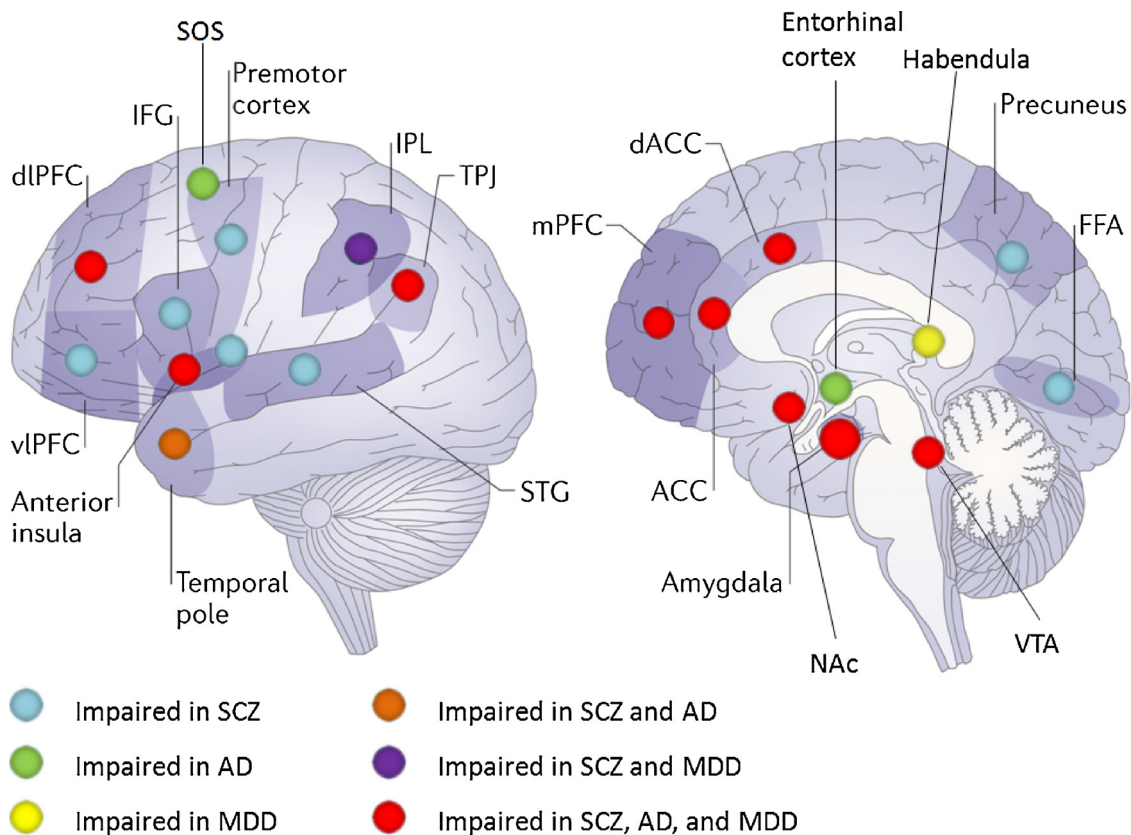 SOS
Premotor
cortex
IFG
IPL
dlPFC
TPJ
vlPFC
Anterior
insula
STG
Temporal
pole
Entorhinal
cortex
Habendula
Precuneus
dACC
mPFC
FFA
ACC
Amygdala
NAc
VTA
Impaired in SCZ
Impaired in AD
Impaired in MDD
Impaired in SCZ and AD
Impaired in SCZ and MDD
Impaired in SCZ, AD, and MDD